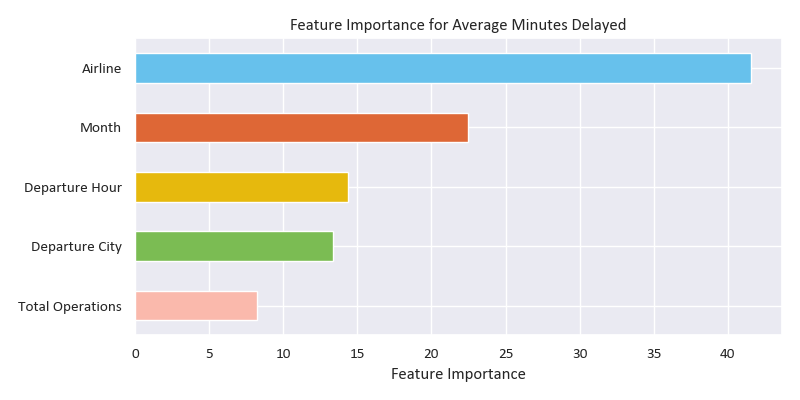 Feature Importance for Average Minutes Delayed
Airline
Month
Departure Hour
Departure City
Total Operations
0 5 10 15 20 25 30 35 40
Feature Importance